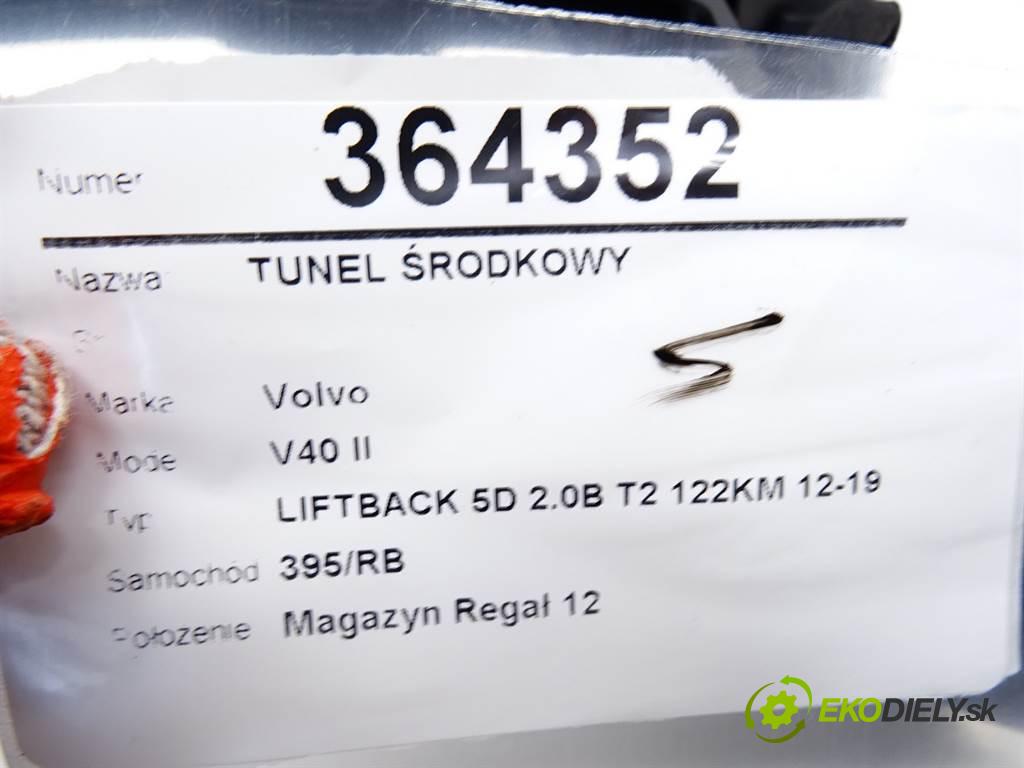 Numer 364352
Nazwa TUNEL ŚRODKOWY
Marka Volvo
Mode V40 II
Typ LIFTBACK 5D 2.0B T2 122KM 12-19
Samochód 395/RB
Położenie Magazyn Regał 12
EKODIELY.sk